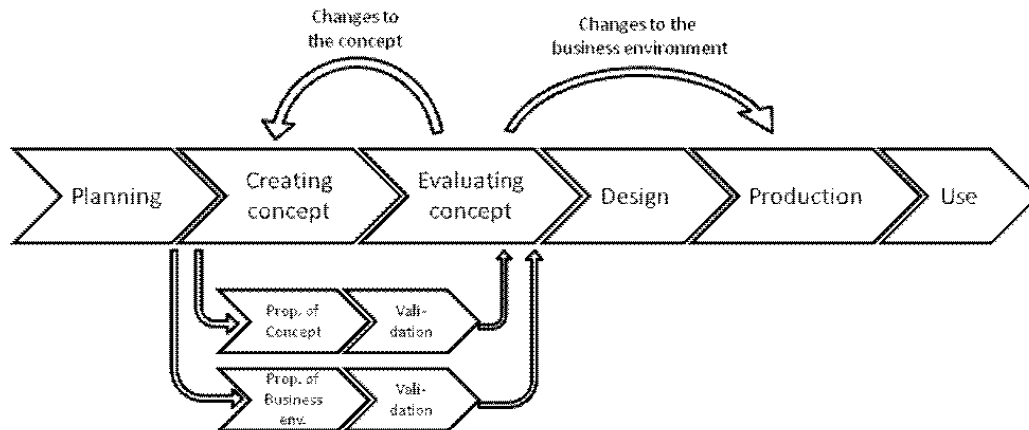 Changes to
the concept
Changes to the
business environment
Planning
Creating
concept
Evaluating
concept
Design
Production
Use
Prop. of
Concept
Vali-
dation
Prop. of
Business
env.
Vali-
dation